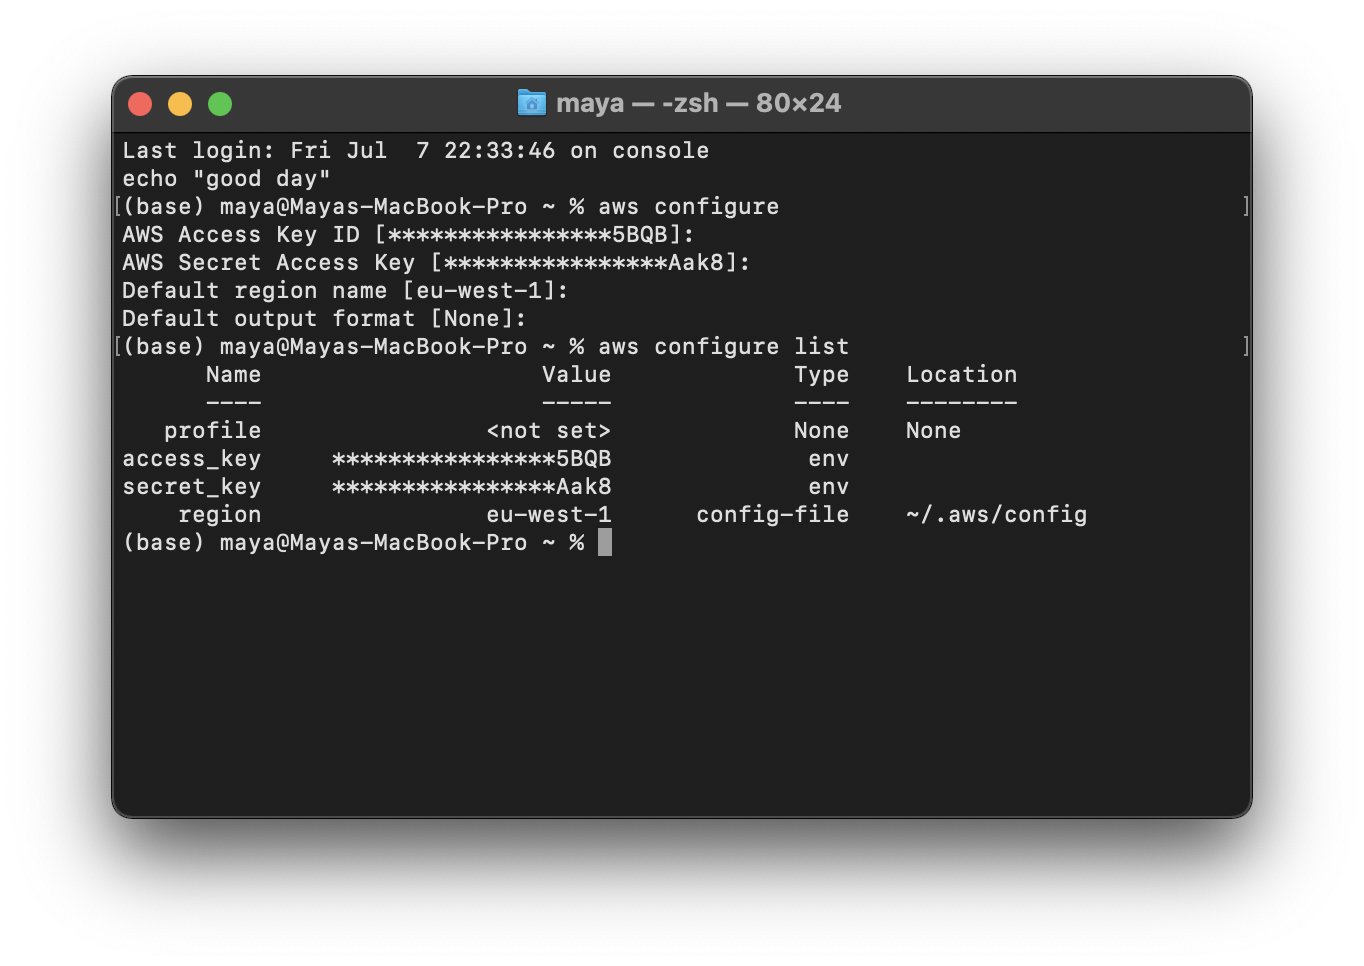 maya — -zsh — 80×24
Last login: Fri Jul  7 22:33:46 on console
echo "good day"
[(base) maya@Mayas-MacBook-Pro ~ % aws configure ]
AWS Access Key ID [****************5BQB]:
AWS Secret Access Key [****************Aak8]:
Default region name [eu-west-1]:
Default output format [None]:
[(base) maya@Mayas-MacBook-Pro ~ % aws configure list ]
      Name                    Value             Type    Location
      ----                    -----             ----    --------
   profile                <not set>             None    None
access_key     ****************5BQB              env
secret_key     ****************Aak8              env
    region                eu-west-1      config-file    ~/.aws/config
(base) maya@Mayas-MacBook-Pro ~ %